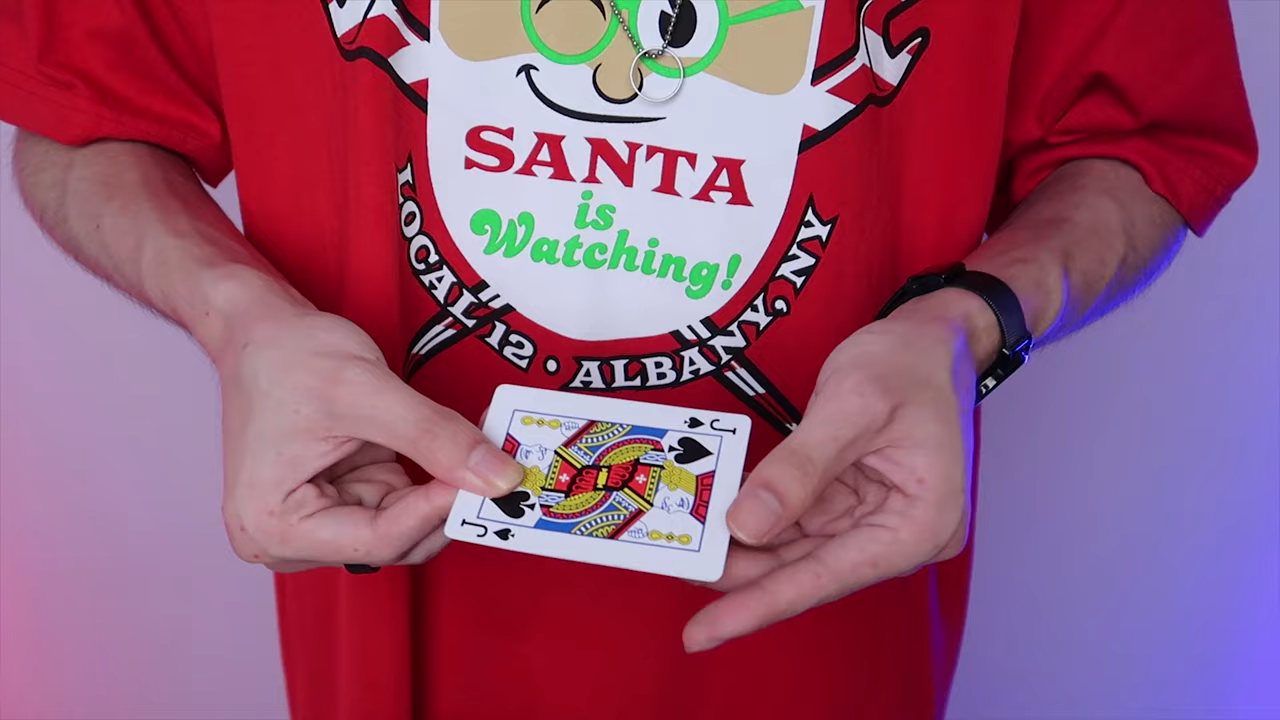 SANTA
is
Watching!
LOCAL 12 • ALBANY, NY
J
J